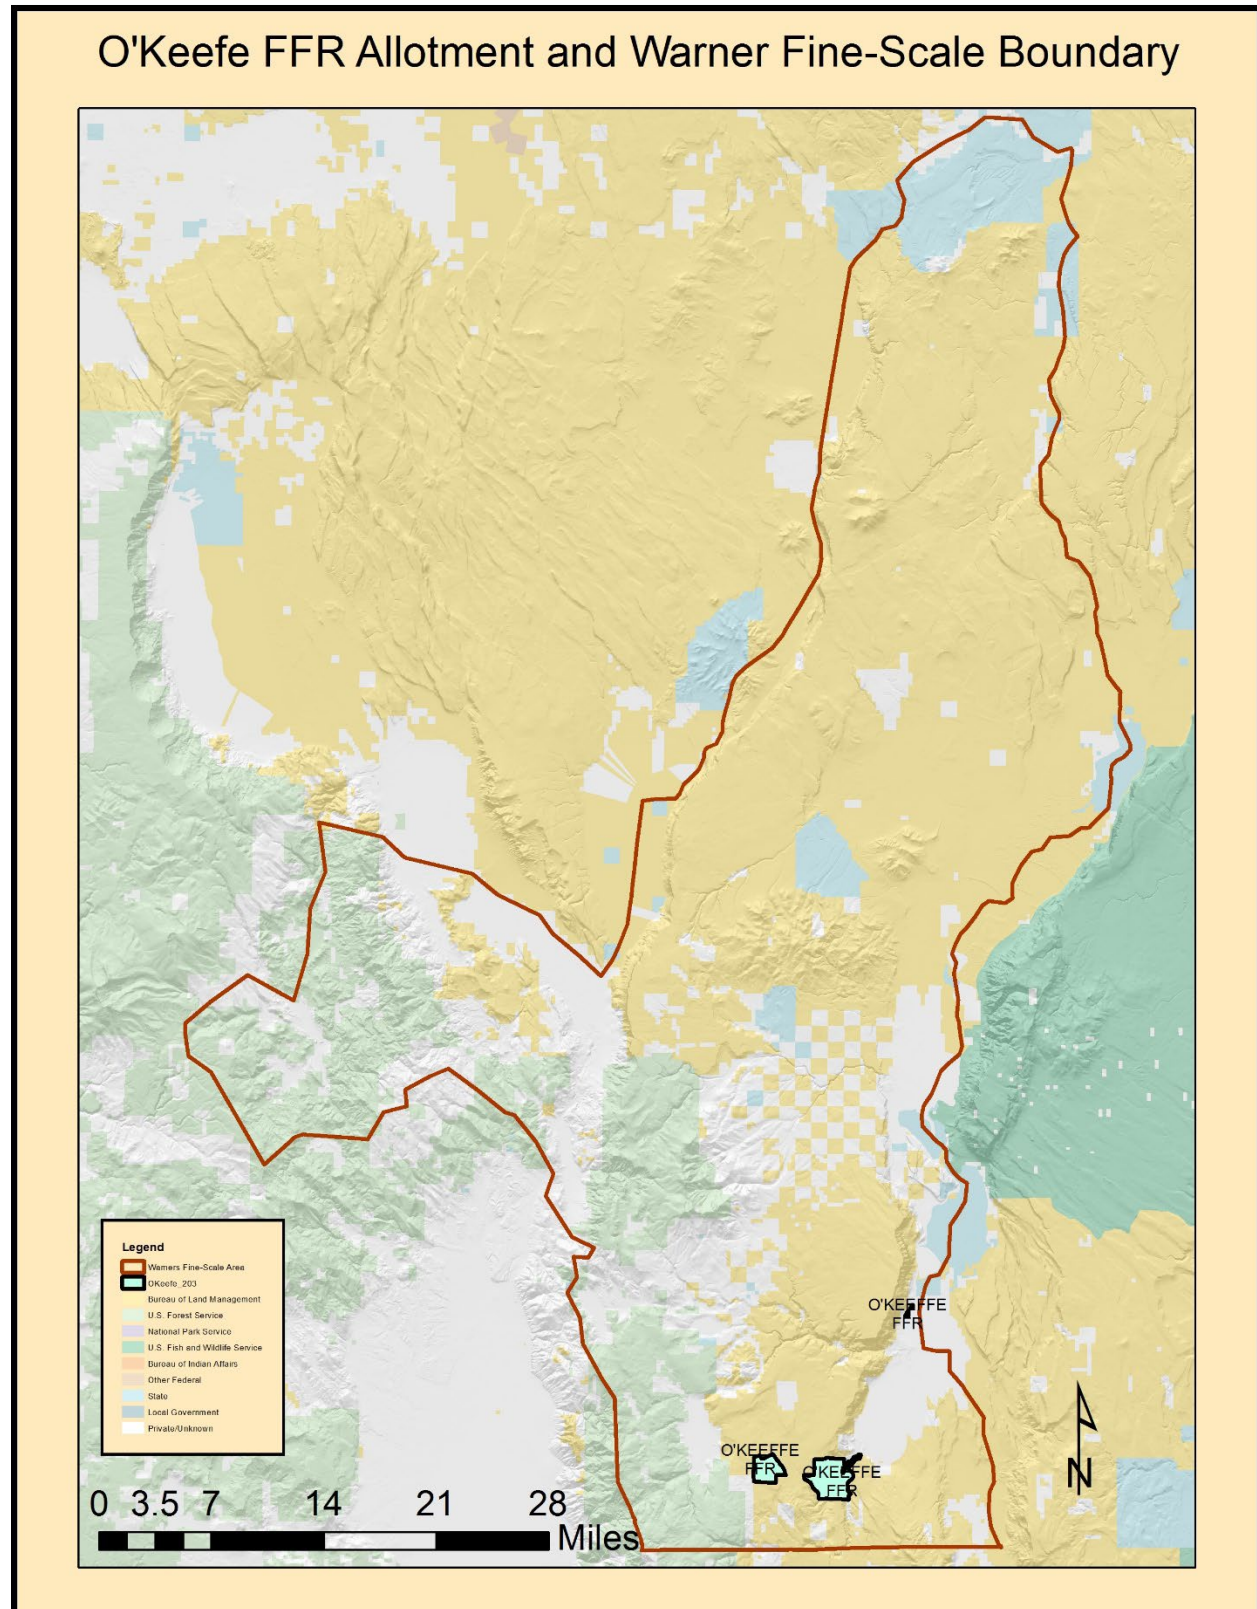 O'Keefe FFR Allotment and Warner Fine-Scale Boundary
O'KEEFFE
FFR
O'KEEFFE
FFR
O'KEEFFE
FFR
Legend
Warners Fine-Scale Area
OKeefe_203
Bureau of Land Management
U.S. Forest Service
National Park Service
U.S. Fish and Wildlife Service
Bureau of Indian Affairs
Other Federal
State
Local Government
Private/Unknown
0 3.5 7 14 21 28
Miles
N